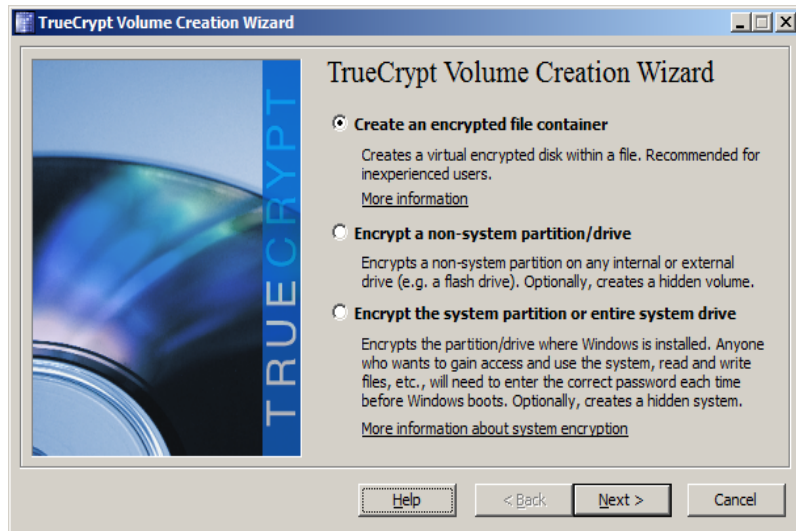 TrueCrypt Volume Creation Wizard
TRUECRYPT
TrueCrypt Volume Creation Wizard
Create an encrypted file container
Creates a virtual encrypted disk within a file. Recommended for
inexperienced users.
More information
Encrypt a non-system partition/drive
Encrypts a non-system partition on any internal or external
drive (e.g. a flash drive). Optionally, creates a hidden volume.
Encrypt the system partition or entire system drive
Encrypts the partition/drive where Windows is installed. Anyone
who wants to gain access and use the system, read and write
files, etc., will need to enter the correct password each time
before Windows boots. Optionally, creates a hidden system.
More information about system encryption
Help
< Back
Next >
Cancel